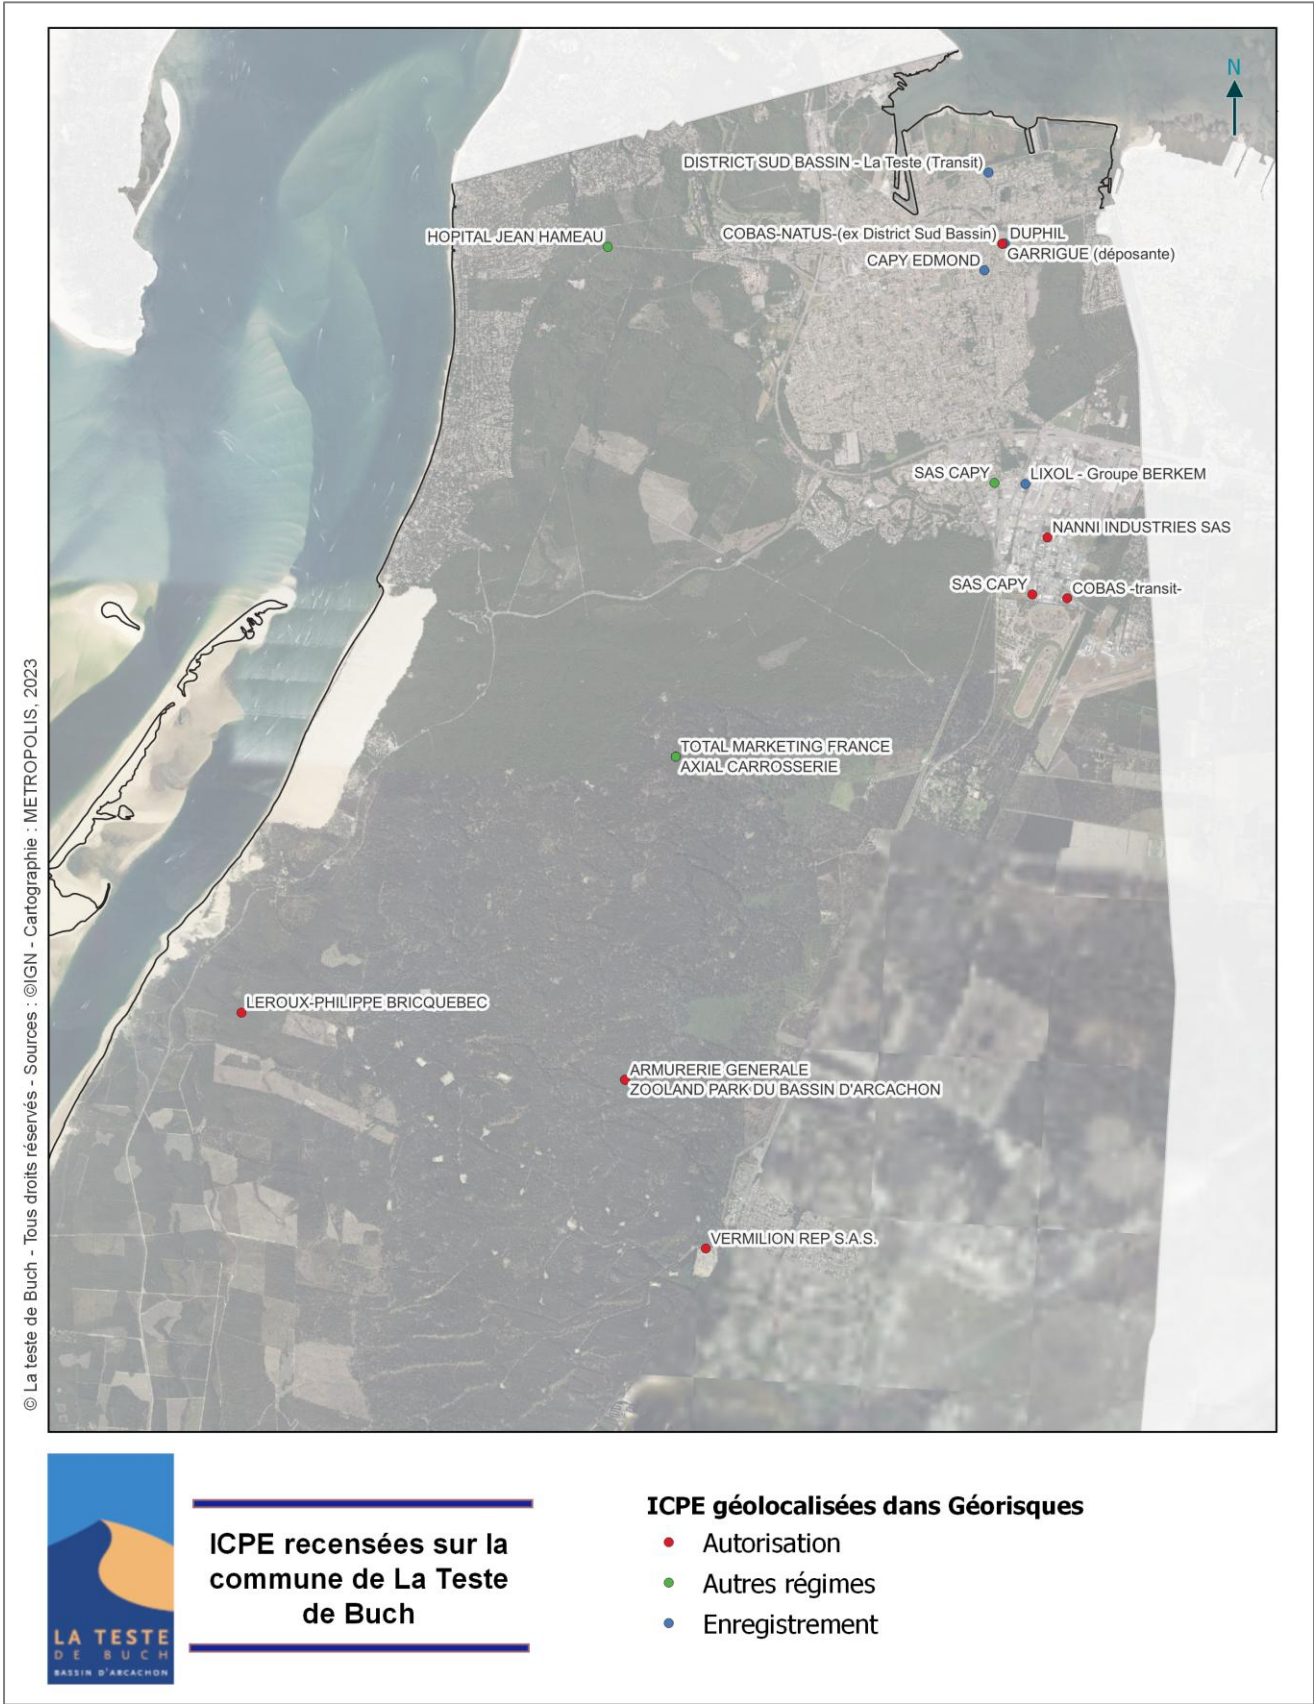 N
DISTRICT SUD BASSIN - La Teste (Transit)
COBAS-NATUS-(ex District Sud Bassin)
DUPHIL
HOPITAL JEAN HAMEAU
GARRIGUE (déposante)
CAPY EDMOND
SAS CAPY
LIXOL - Groupe BERKEM
NANNI INDUSTRIES SAS
SAS CAPY
COBAS -transit-
TOTAL MARKETING FRANCE
AXIAL CARROSSERIE
LEROUX-PHILIPPE BRICQUEBEC
ARMURERIE GENERALE
ZOOLAND PARK DU BASSIN D'ARCACHON
VERMILION REP S.A.S.
© La teste de Buch - Tous droits réservés - Sources : ©IGN - Cartographie : METROPOLIS, 2023
LA TESTE
DE BUCH
BASSIN D'ARCACHON
ICPE recensées sur la
commune de La Teste
de Buch
ICPE géolocalisées dans Géorisques
Autorisation
Autres régimes
Enregistrement